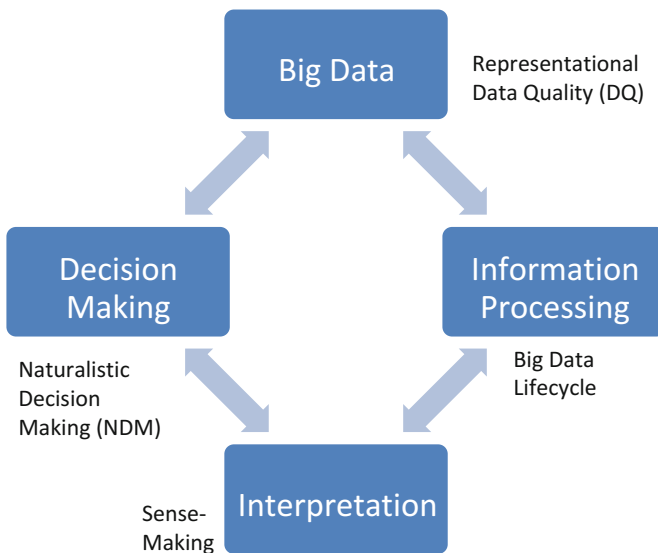 Big Data
Representational
Data Quality (DQ)
Decision
Making
Information
Processing
Naturalistic
Decision
Making (NDM)
Big Data
Lifecycle
Interpretation
Sense-
Making